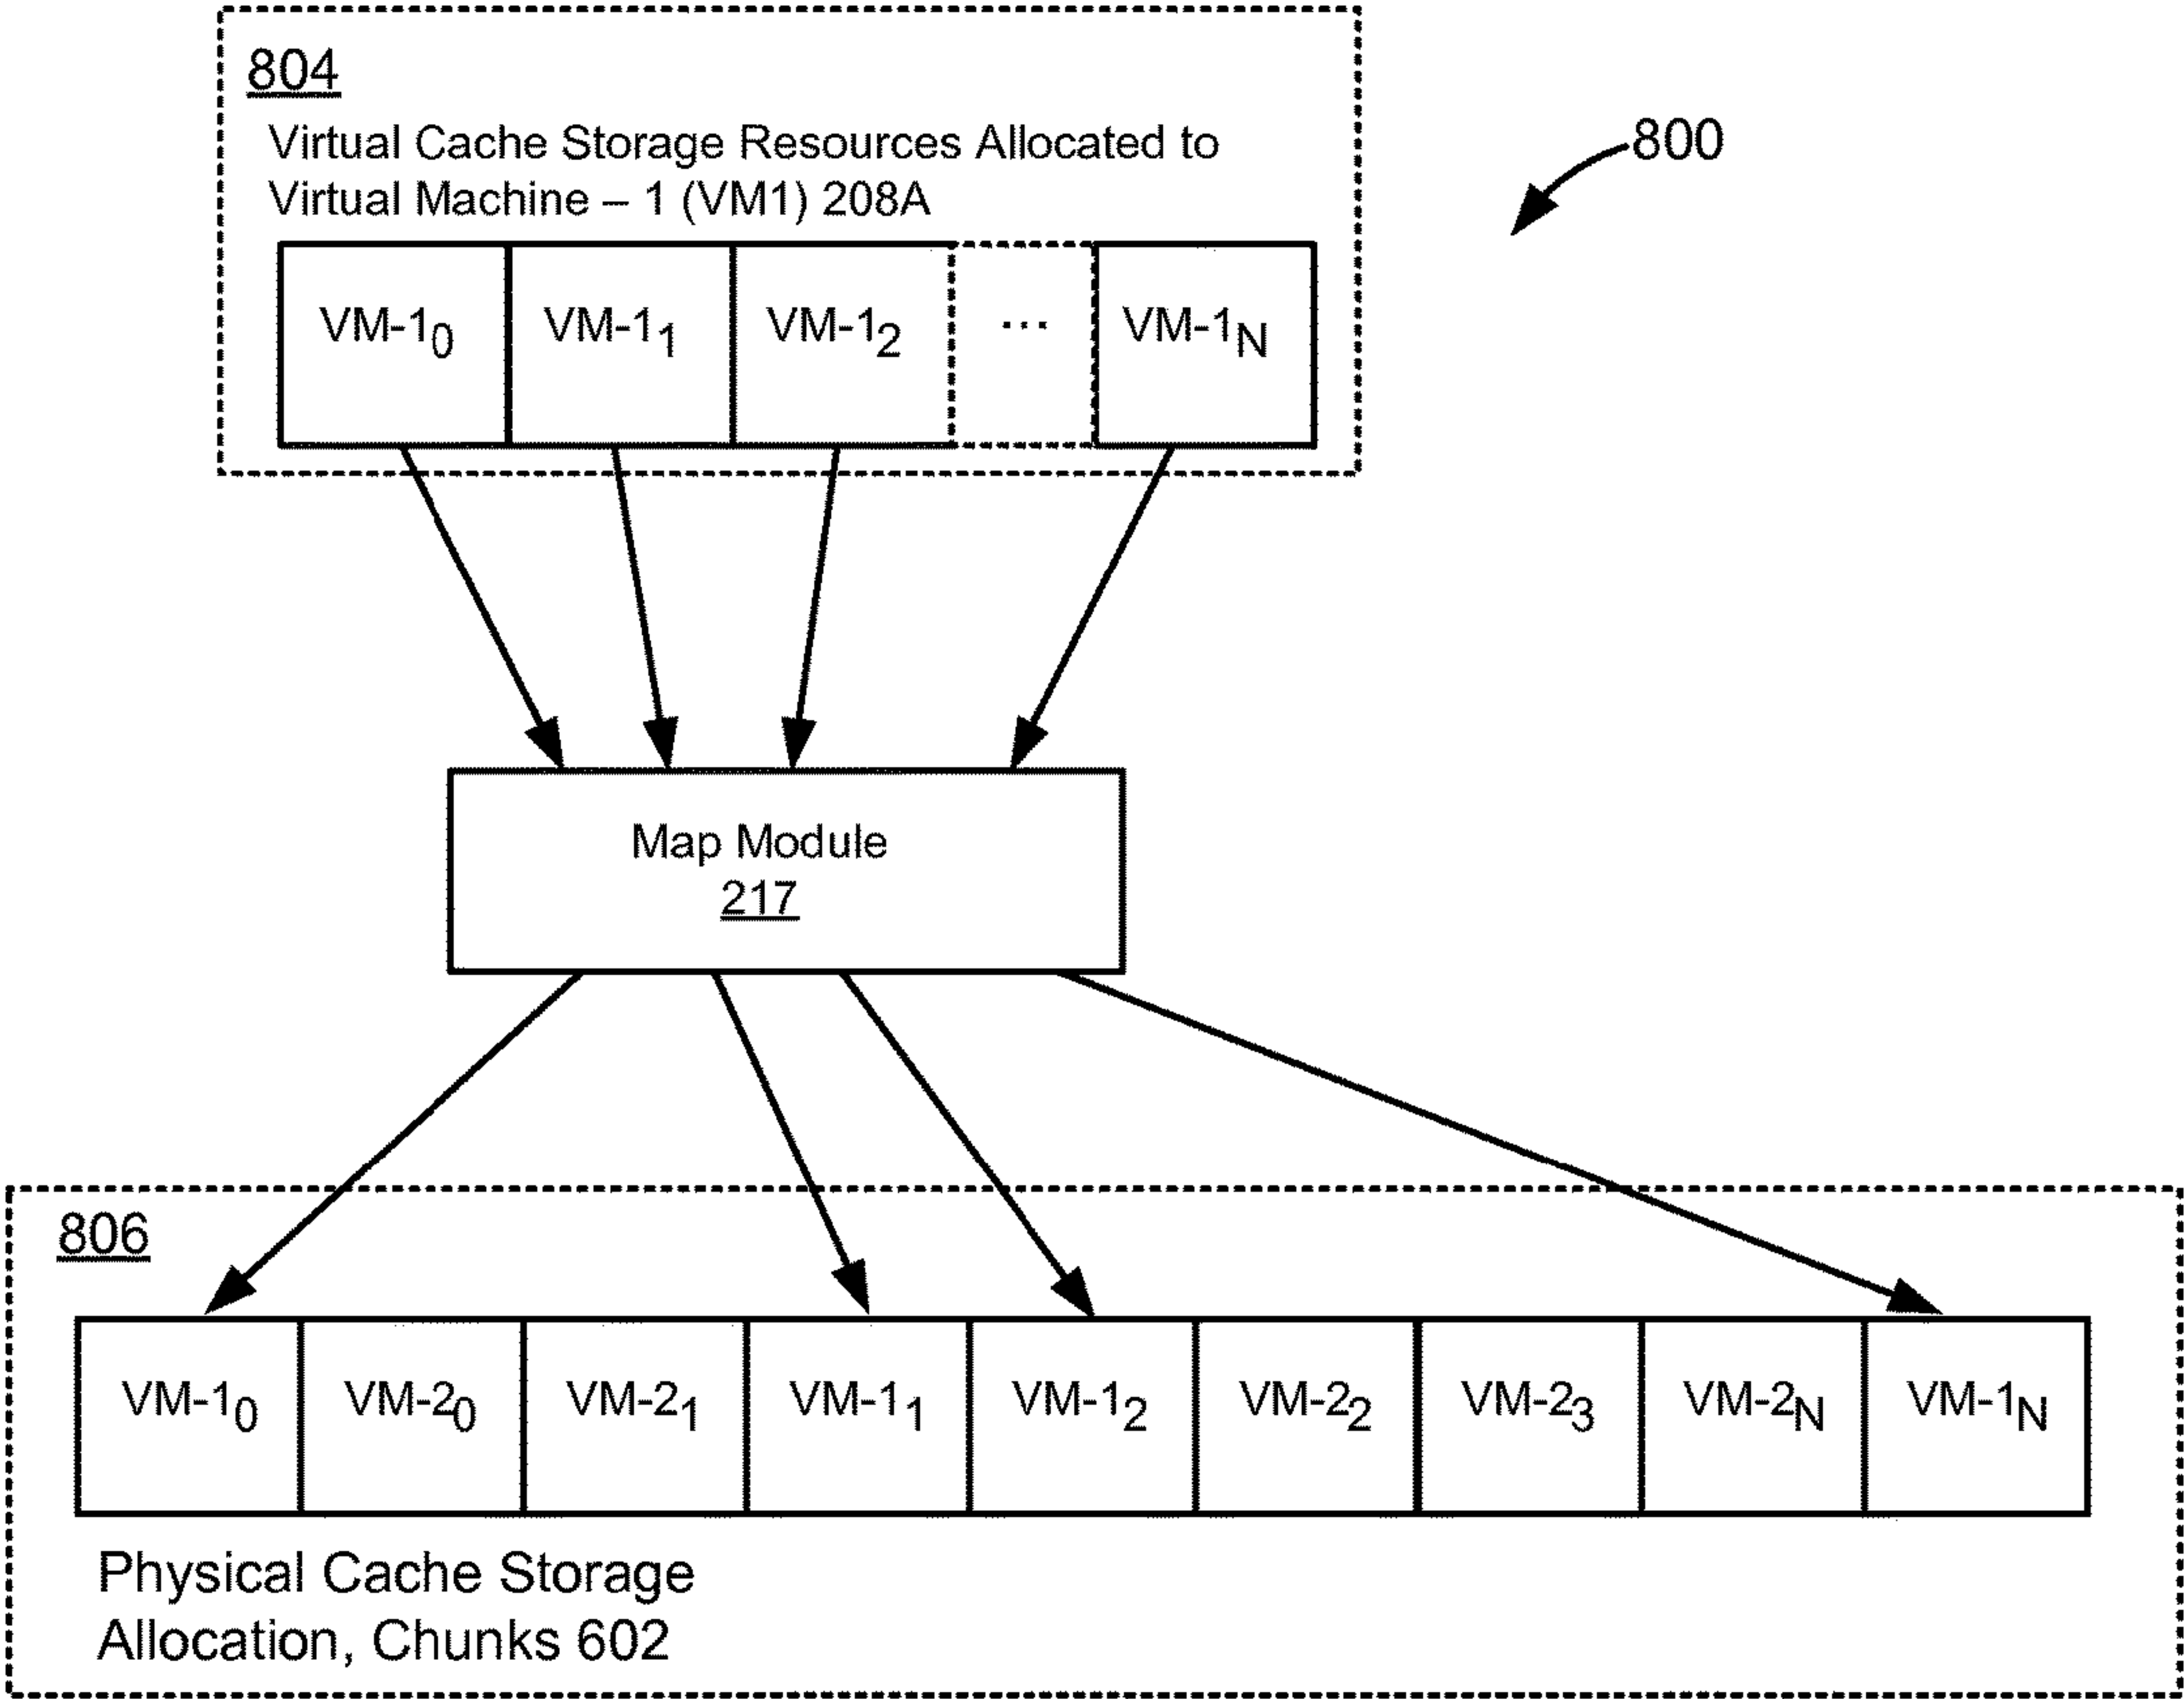 804
Virtual Cache Storage Resources Allocated to
Virtual Machine – 1 (VM1) 208A
800
VM-1₀ VM-1₁ VM-1₂ ... VM-1N
Map Module
217
806
VM-1₀ VM-2₀ VM-2₁ VM-1₁ VM-1₂ VM-2₂ VM-2₃ VM-2N VM-1N
Physical Cache Storage
Allocation, Chunks 602